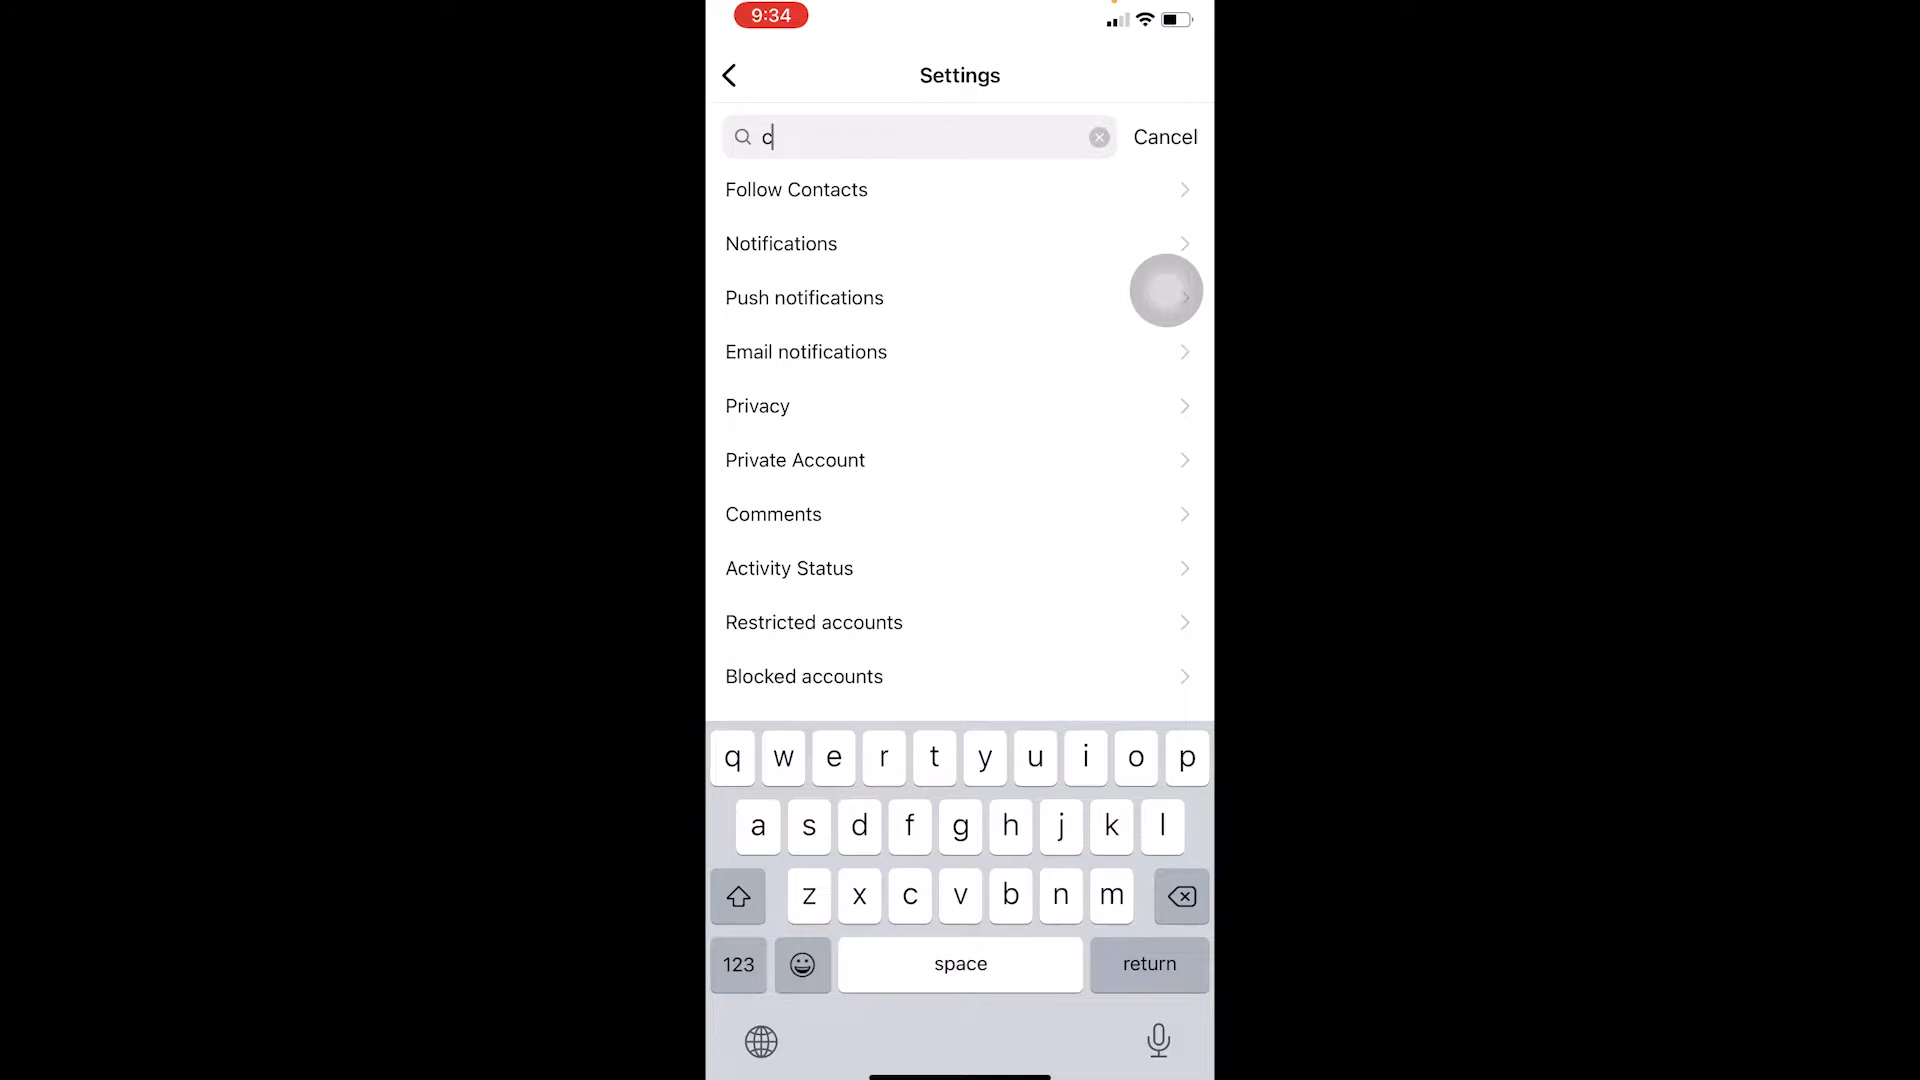 9:34
Settings
c
Cancel
Follow Contacts
Notifications
Push notifications
Email notifications
Privacy
Private Account
Comments
Activity Status
Restricted accounts
Blocked accounts
q w e r t y u i o p
a s d f g h j k l
z x c v b n m
123 space return